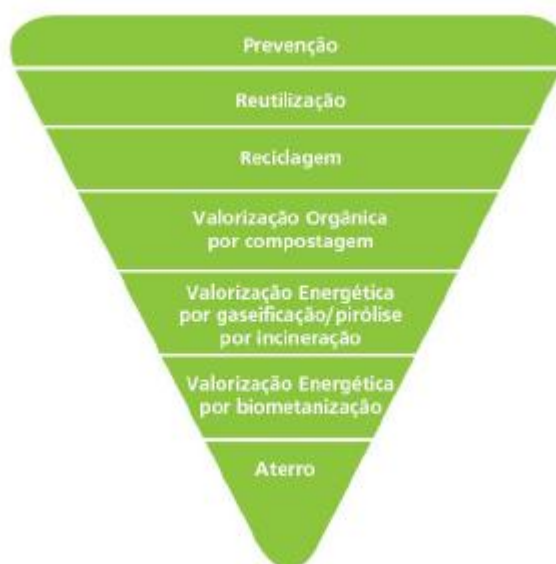 Prevenção
Reutilização
Reciclagem
Valorização Orgânica
por compostagem
Valorização Energética
por gaseificação/pirólise
por incineração
Valorização Energética
por biometanização
Aterro